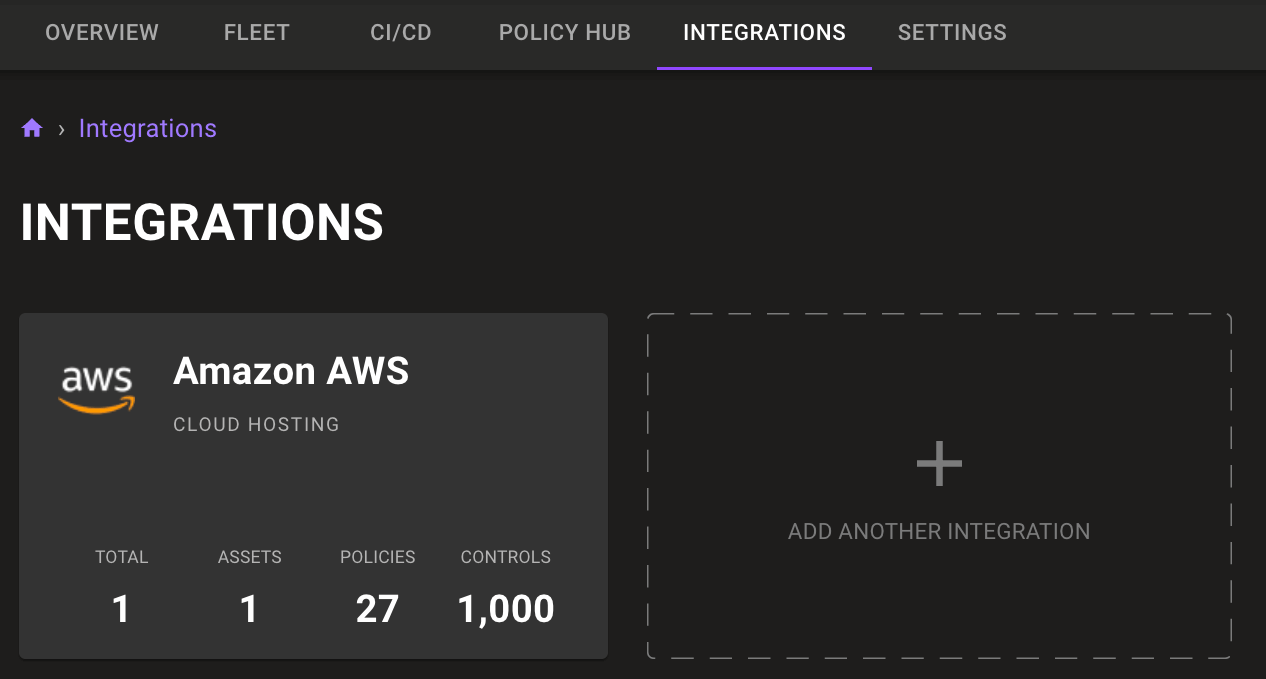 OVERVIEW FLEET CI/CD POLICY HUB INTEGRATIONS SETTINGS
› Integrations
INTEGRATIONS
aws Amazon AWS
CLOUD HOSTING
TOTAL ASSETS POLICIES CONTROLS
1 1 27 1,000
+
ADD ANOTHER INTEGRATION